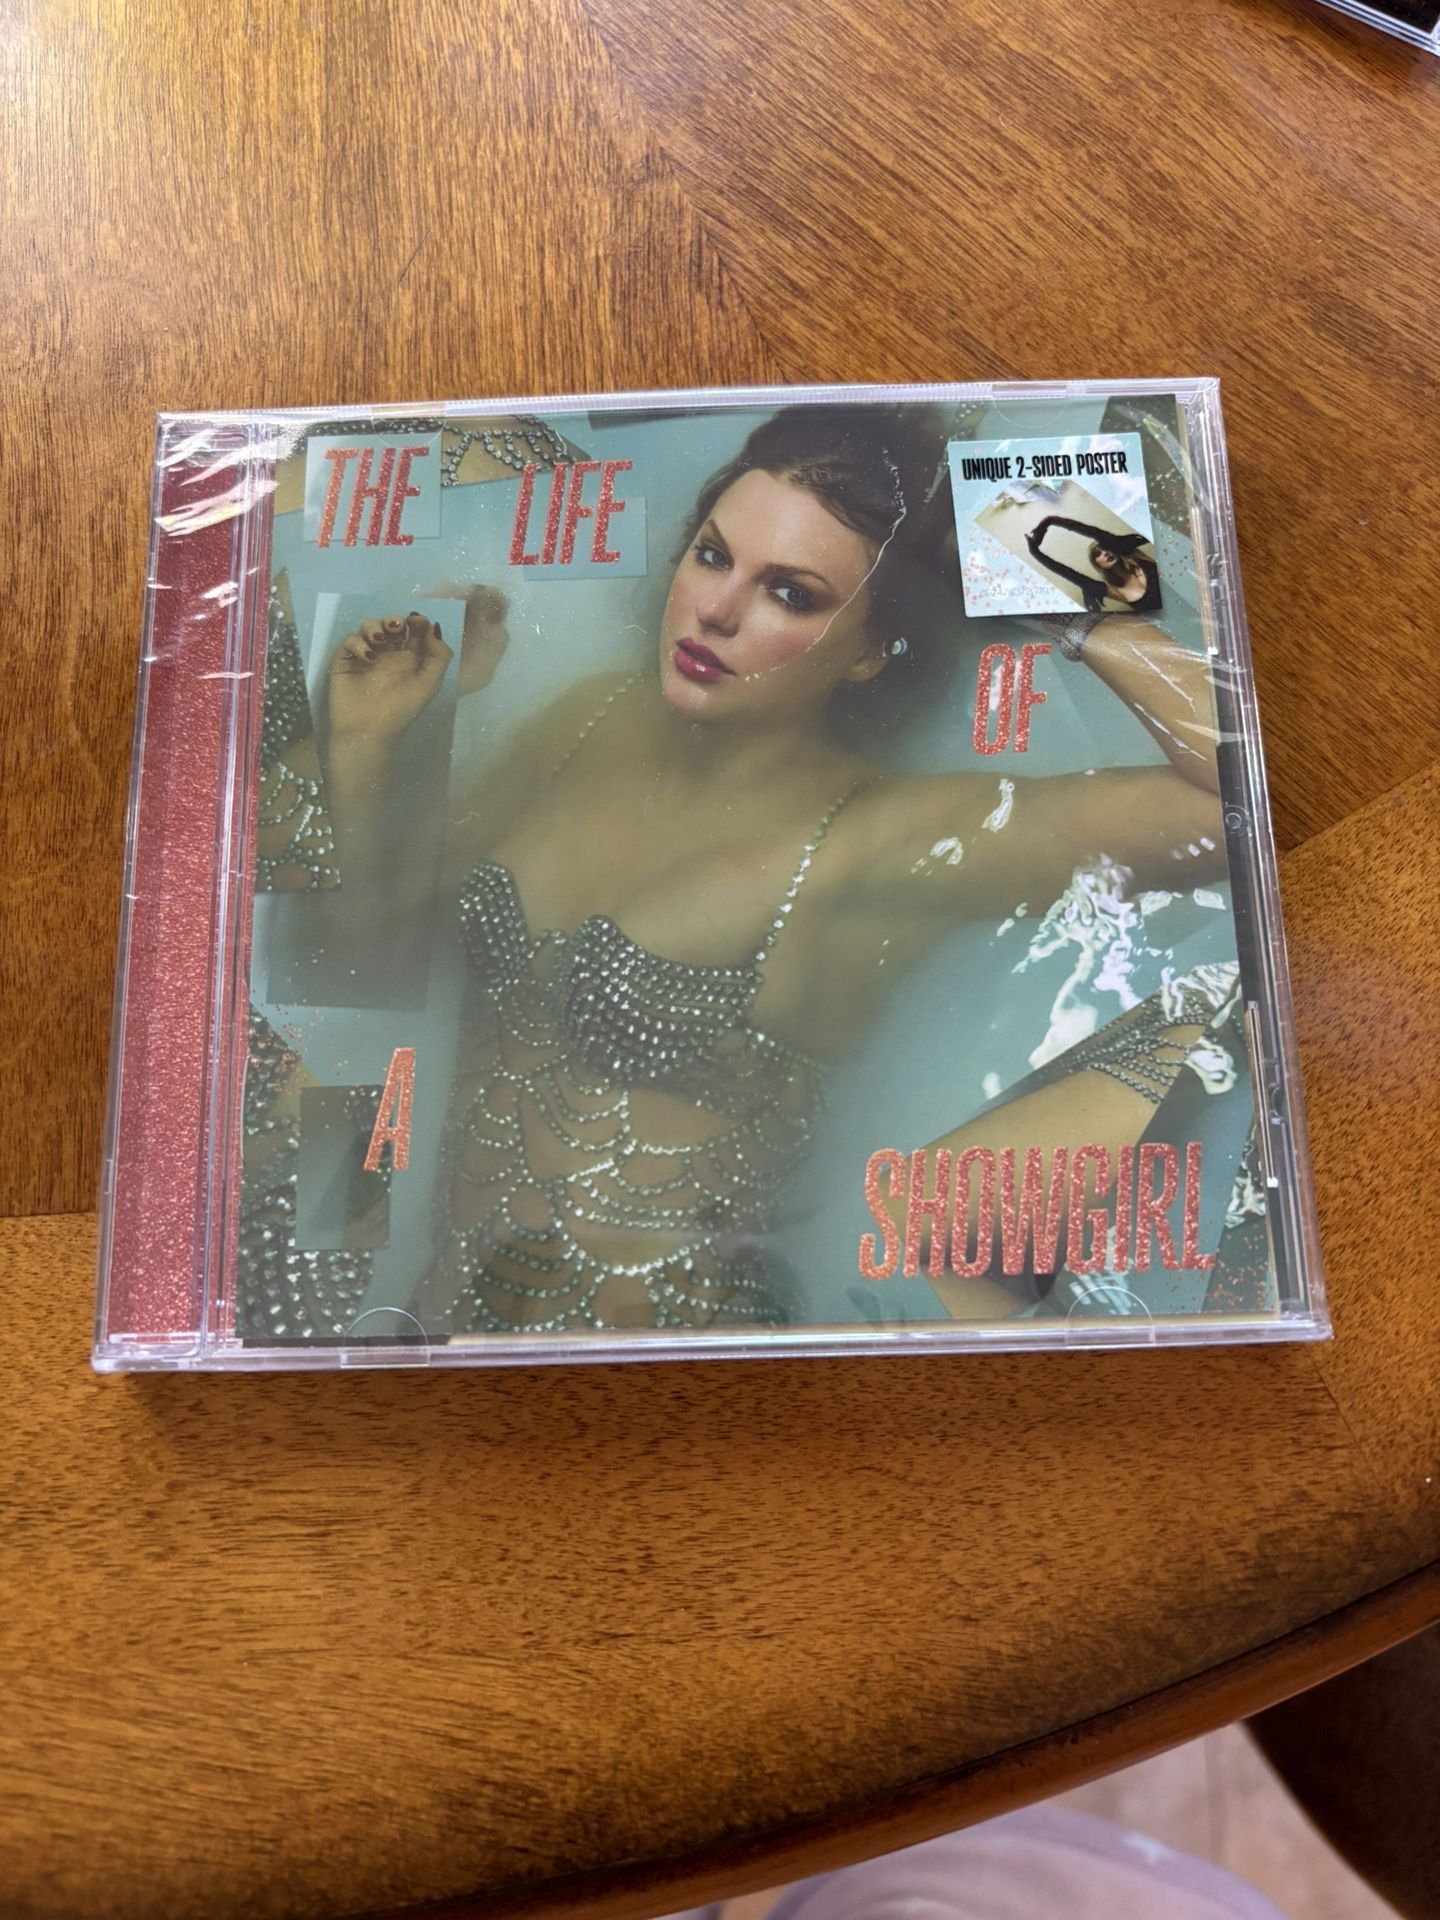 THE LIFE
UNIQUE 2-SIDED POSTER
OF
A
SHOWGIRL